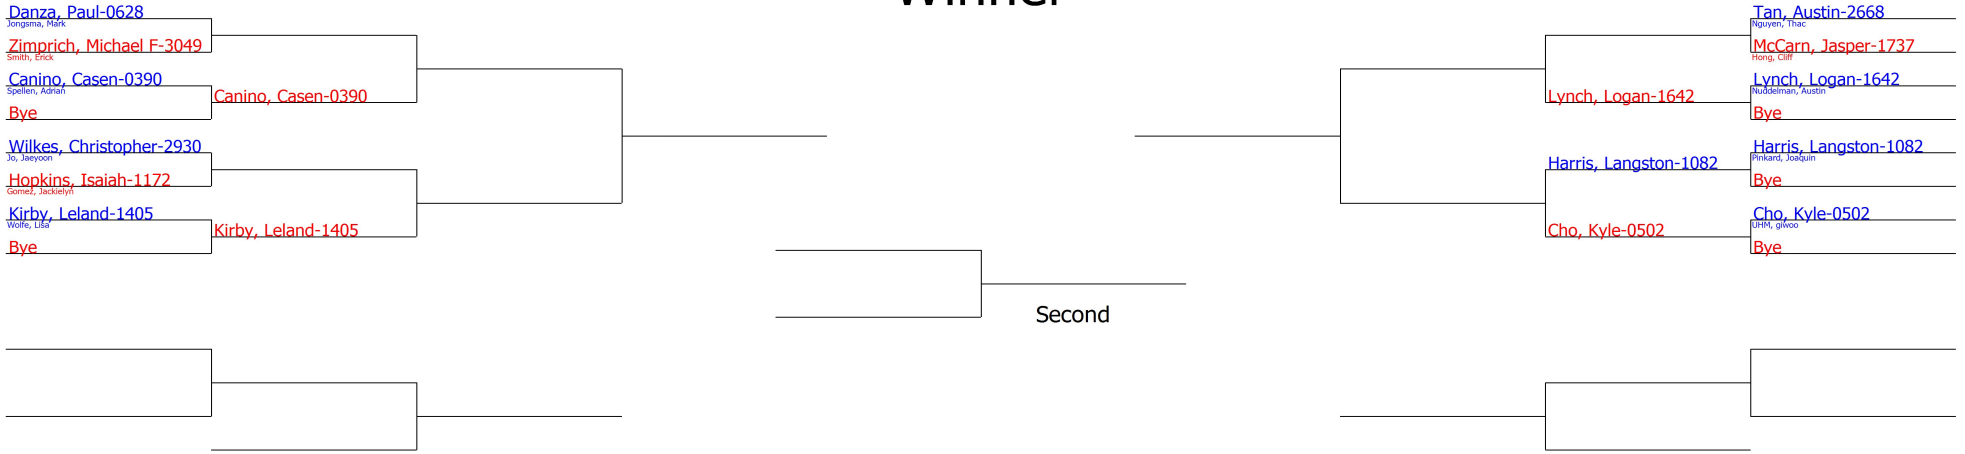 Winner
Danza, Paul-0628
Jongsma, Mark
Zimprich, Michael F-3049
Smith, Erick
Canino, Casen-0390
Spellen, Adrian
Bye
Canino, Casen-0390
Wilkes, Christopher-2930
Jo, Jaeyoon
Hopkins, Isaiah-1172
Gomez, Jackielyn
Kirby, Leland-1405
Wolfe, Lisa
Bye
Kirby, Leland-1405
Second
Lynch, Logan-1642
Harris, Langston-1082
Cho, Kyle-0502
Tan, Austin-2668
Nguyen, Thac
McCarn, Jasper-1737
Hong, Cliff
Lynch, Logan-1642
Nuddelman, Austin
Bye
Harris, Langston-1082
Pinkard, Joaquin
Bye
Cho, Kyle-0502
UHM, giwoo
Bye